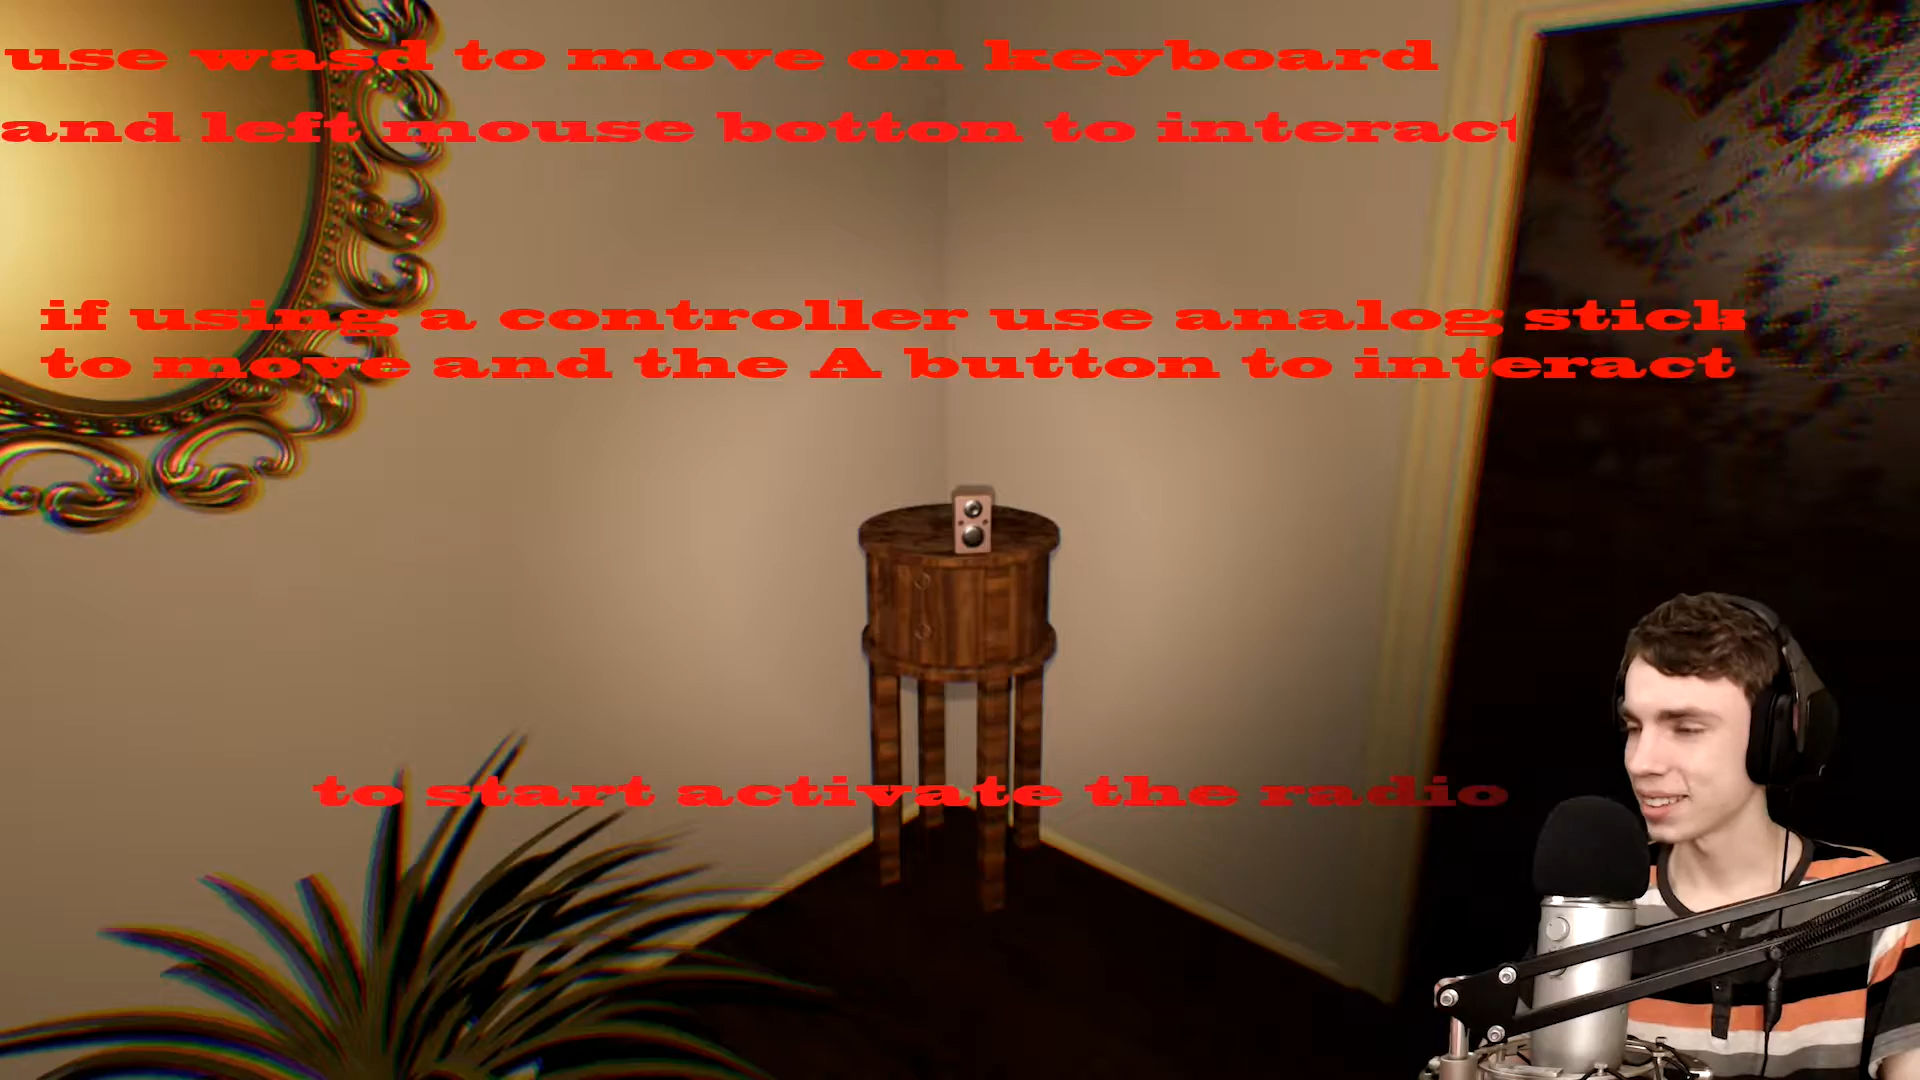 use wasd to move on keyboard
and left mouse botton to interact
if using a controller use analog stick
to move and the A button to interact
to start activate the radio